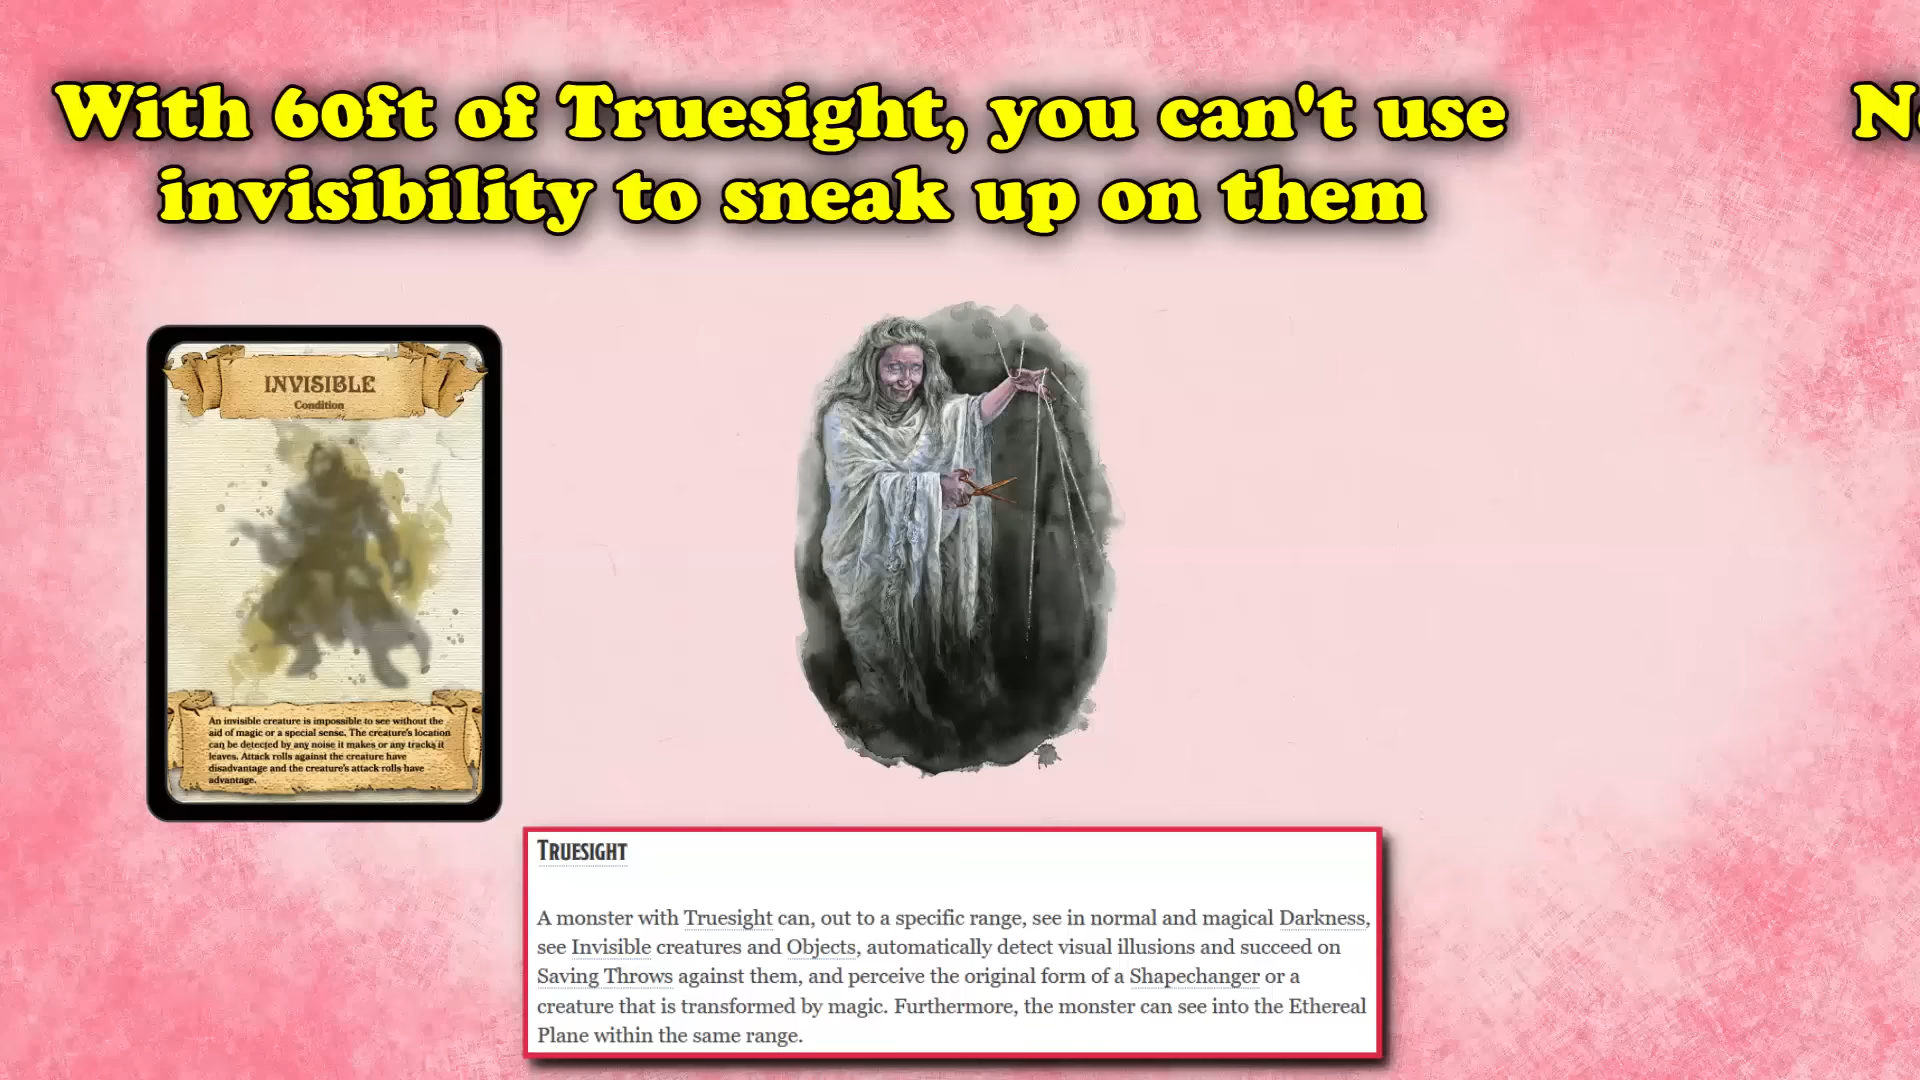 With 60ft of Truesight, you can't use
invisibility to sneak up on them
INVISIBLE
Condition
An invisible creature is impossible to see without the
aid of magic or a special sense. The creature's location
can be detected by any noise it makes or any tracks it
leaves. Attack rolls against the creature have
disadvantage and the creature's attack rolls have
advantage.
TRUESIGHT
A monster with Truesight can, out to a specific range, see in normal and magical Darkness,
see Invisible creatures and Objects, automatically detect visual illusions and succeed on
Saving Throws against them, and perceive the original form of a Shapechanger or a
creature that is transformed by magic. Furthermore, the monster can see into the Ethereal
Plane within the same range.